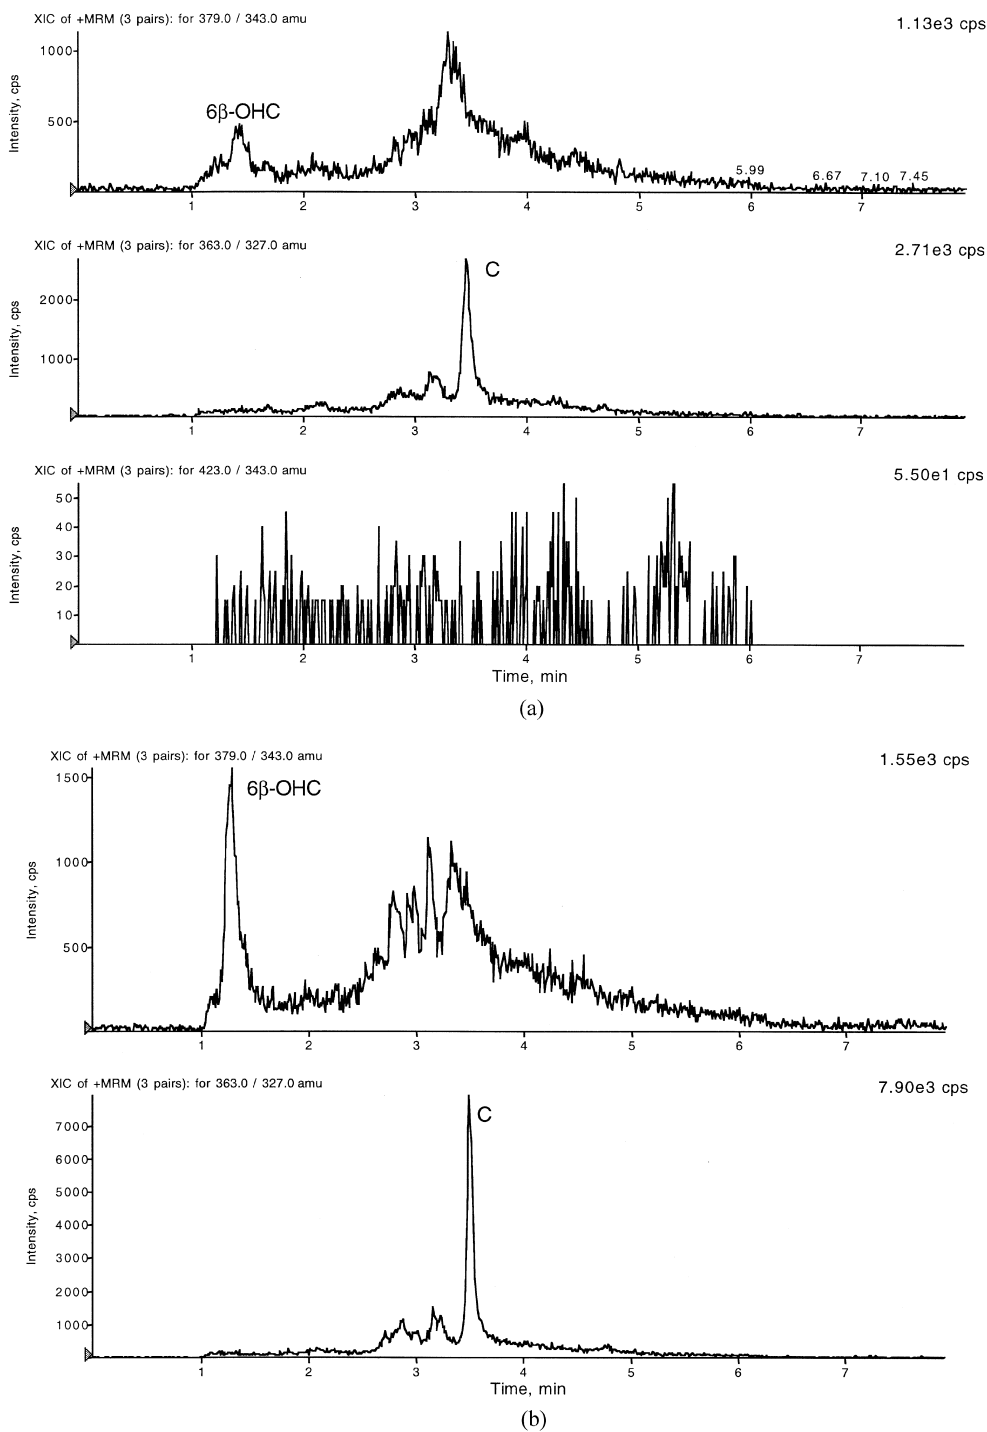 XIC of +MRM (3 pairs): for 379.0 / 343.0 amu
1.13e3 cps
Intensity, cps
1000
500
6β-OHC
5.99
6.67
7.10
7.45
1 2 3 4 5 6 7
XIC of +MRM (3 pairs): for 363.0 / 327.0 amu
2.71e3 cps
Intensity, cps
2000
1000
C
1 2 3 4 5 6 7
XIC of +MRM (3 pairs): for 423.0 / 343.0 amu
5.50e1 cps
Intensity, cps
50
40
30
20
10
1 2 3 4 5 6 7
Time, min
(a)
XIC of +MRM (3 pairs): for 379.0 / 343.0 amu
1.55e3 cps
Intensity, cps
1500
1000
500
6β-OHC
1 2 3 4 5 6 7
XIC of +MRM (3 pairs): for 363.0 / 327.0 amu
7.90e3 cps
Intensity, cps
7000
6000
5000
4000
3000
2000
1000
C
1 2 3 4 5 6 7
Time, min
(b)